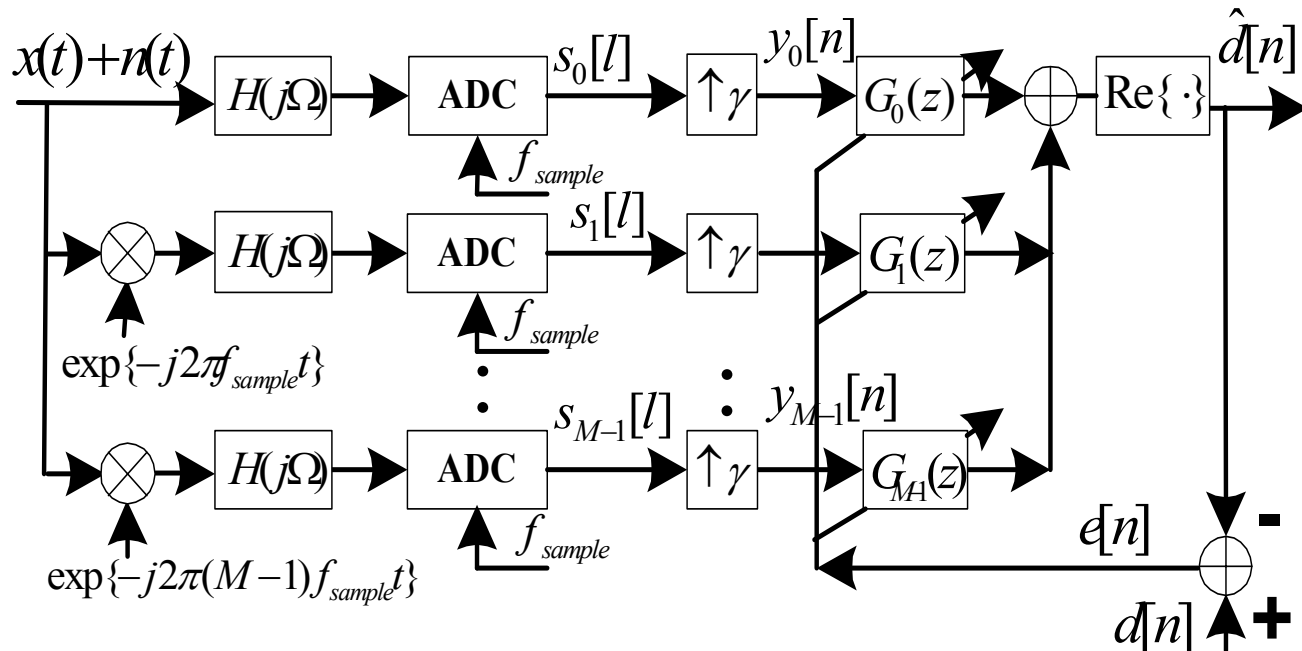 x(t)+n(t)
H(jΩ)
ADC
s₀[l]
↑γ
y₀[n]
G₀(z)
Re{·}
d̂[n]
f_sample
H(jΩ)
ADC
s₁[l]
↑γ
G₁(z)
exp{-j2πf_sample t}
f_sample
H(jΩ)
ADC
s_{M-1}[l]
↑γ
y_{M-1}[n]
G_{M-1}(z)
exp{-j2π(M-1)f_sample t}
f_sample
e[n]
-
+
d[n]